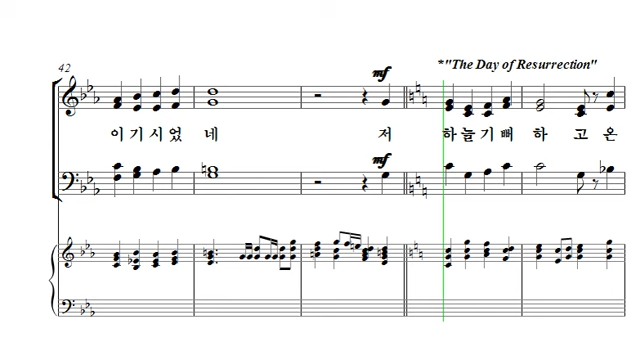 42
*"The Day of Resurrection"
mf
이 기 시 었 네 저 하 늘 기 뻐 하 고 온
mf